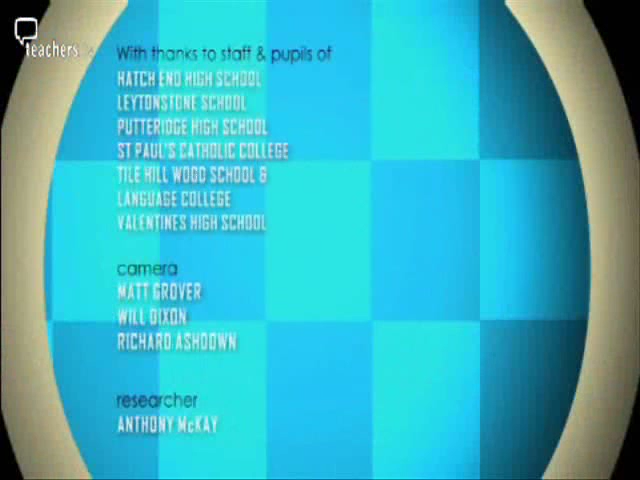 teachers tv
With thanks to staff & pupils of
HATCH END HIGH SCHOOL
LEYTONSTONE SCHOOL
PUTTERIDGE HIGH SCHOOL
ST PAUL'S CATHOLIC COLLEGE
TILE HILL WOOD SCHOOL &
LANGUAGE COLLEGE
VALENTINES HIGH SCHOOL
camera
MATT GROVER
WILL DIXON
RICHARD ASHDOWN
researcher
ANTHONY McKAY